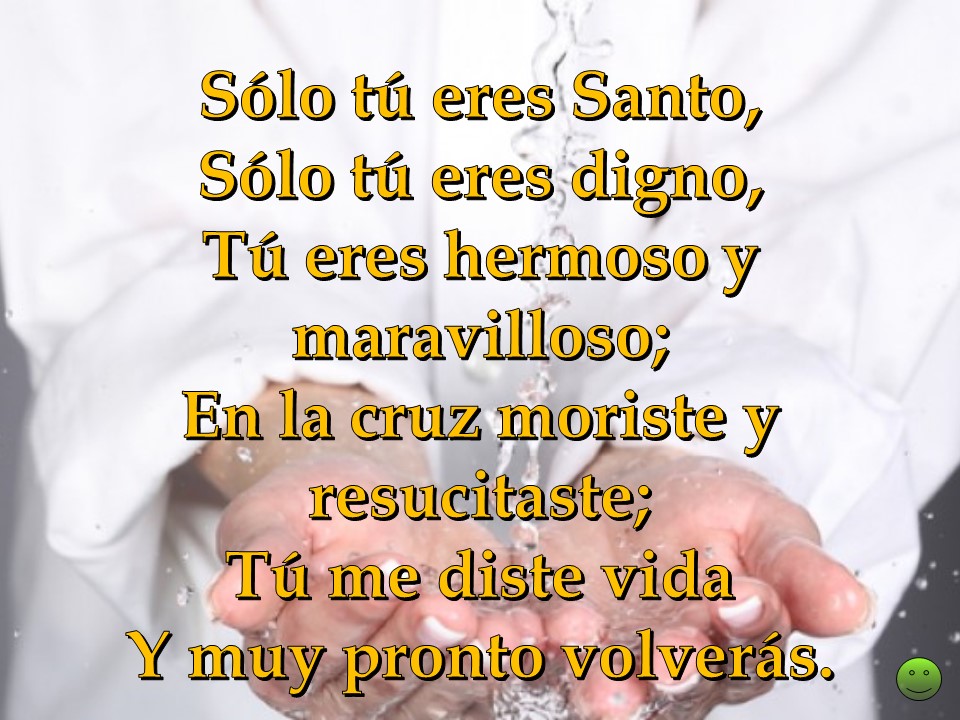 Sólo tú eres Santo,
Sólo tú eres digno,
Tú eres hermoso y
maravilloso;
En la cruz moriste y
resucitaste;
Tú me diste vida
Y muy pronto volverás.